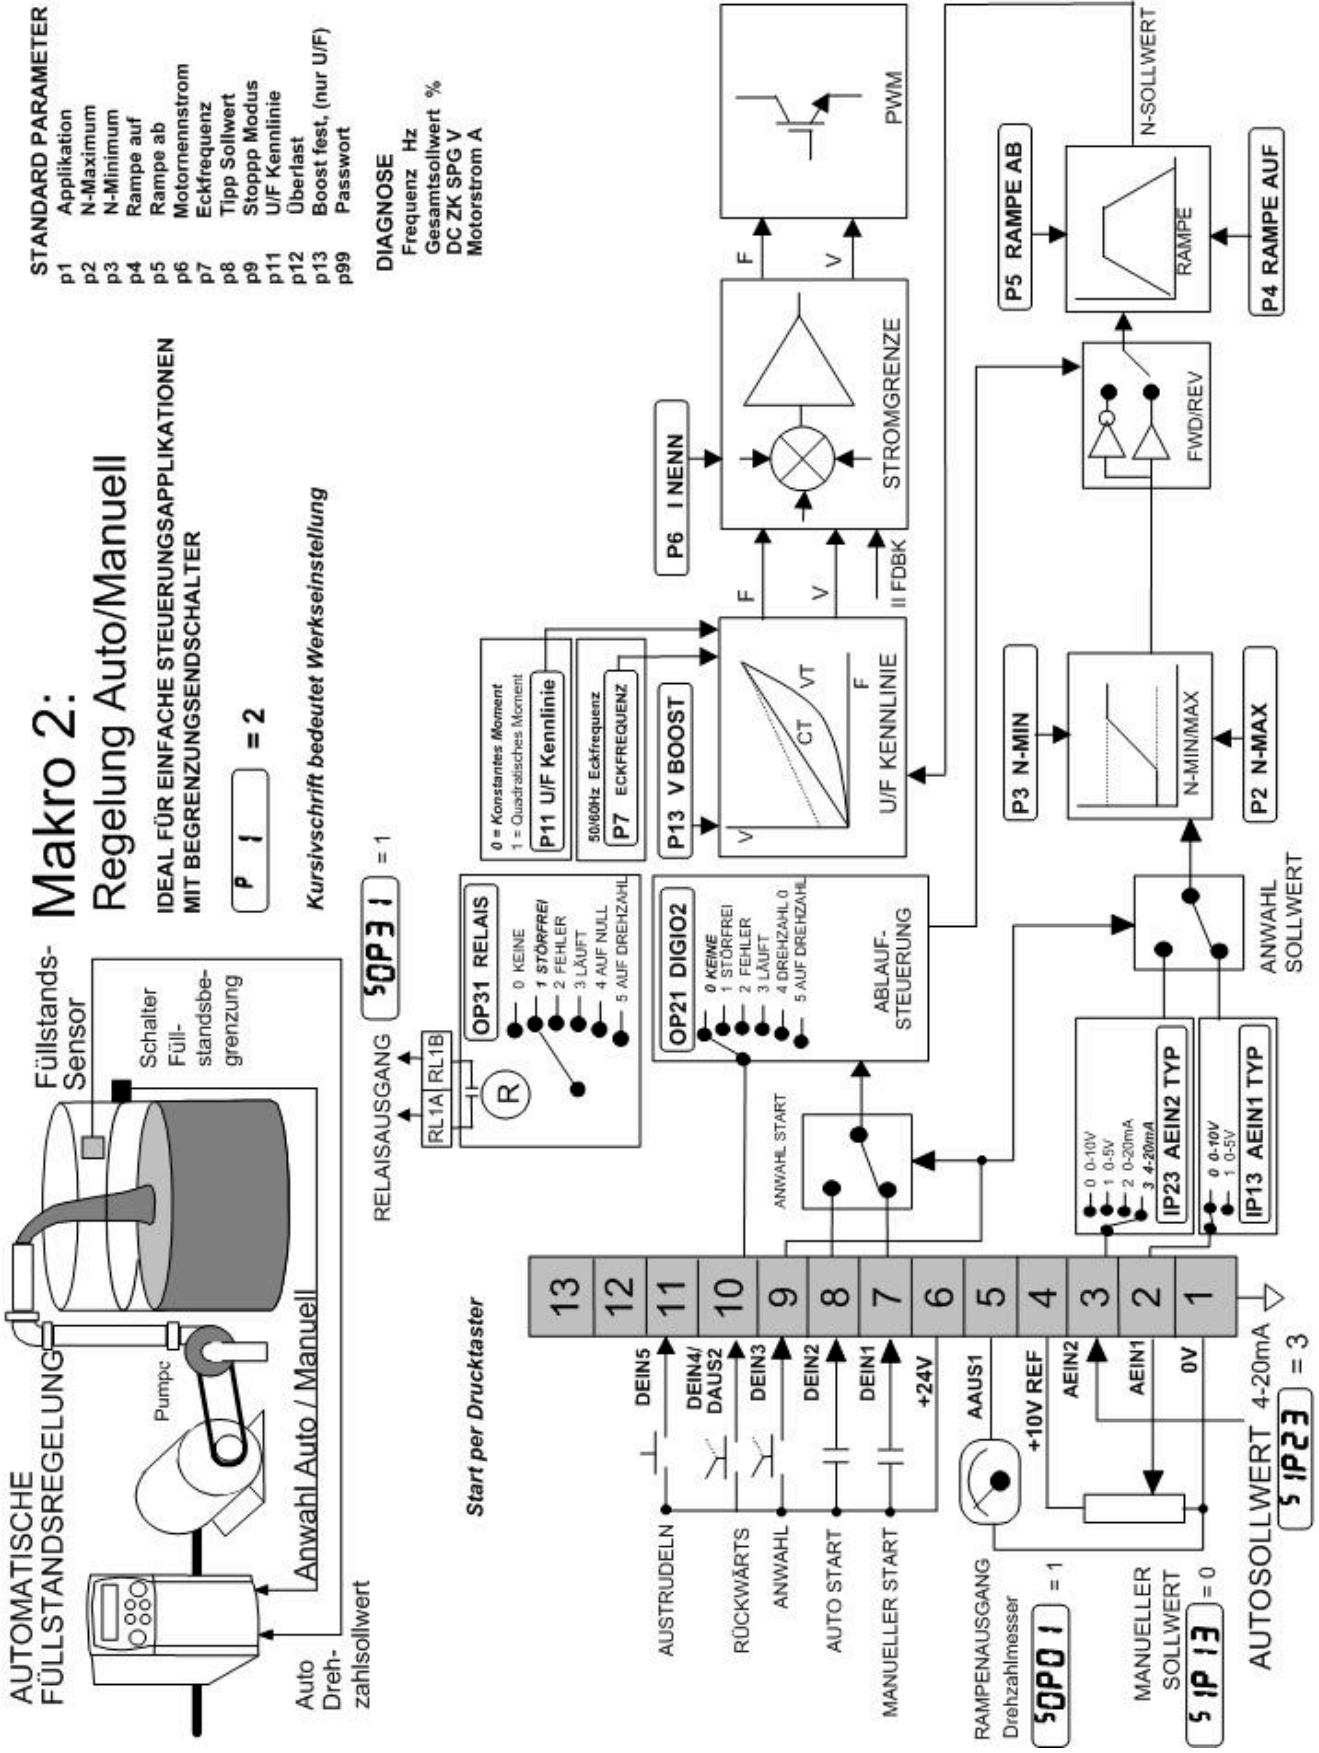 AUTOMATISCHE
FÜLLSTANDSREGELUNG
Füllstands-
Sensor
Schalter
Füll-
standsbe-
grenzung
Pumpc
Anwahl Auto / Manuell
Auto
Dreh-
zahlsollwert
Makro 2:
Regelung Auto/Manuell
IDEAL FÜR EINFACHE STEUERUNGSAPPLIKATIONEN
MIT BEGRENZUNGSENDSCHALTER
P 1 = 2
Kursivschrift bedeutet Werkseinstellung
STANDARD PARAMETER
p1 Applikation
p2 N-Maximum
p3 N-Minimum
p4 Rampe auf
p5 Rampe ab
p6 Motornennstrom
p7 Eckfrequenz
p8 Tipp Sollwert
p9 Stoppp Modus
p11 U/F Kennlinie
p12 Überlast
p13 Boost fest, (nur U/F)
p99 Passwort
DIAGNOSE
Frequenz Hz
Gesamtsollwert %
DC ZK SPG V
Motorstrom A
RELAISAUSGANG
SOP31 = 1
RL1A RL1B
R
OP31 RELAIS
0 KEINE
1 STÖRFREI
2 FEHLER
3 LÄUFT
4 AUF NULL
5 AUF DREHZAHL
0 = Konstantes Moment
1 = Quadratisches Moment
P11 U/F Kennlinie
50/60Hz Eckfrequenz
P7 ECKFREQUENZ
P13 V BOOST
V
CT
VT
F
U/F KENNLINIE
F
V
II FDBK
P6 I NENN
STROMGRENZE
F
V
PWM
Start per Drucktaster
OP21 DIGIO2
0 KEINE
1 STÖRFREI
2 FEHLER
3 LÄUFT
4 DREHZAHL 0
5 AUF DREHZAHL
ABLAUF-
STEUERUNG
ANWAHL START
13
12
11
10
9
8
7
6
5
4
3
2
1
AUSTRUDELN
DEIN5
RÜCKWÄRTS
DEIN4/
DAUS2
ANWAHL
DEIN3
AUTO START
DEIN2
MANUELLER START
DEIN1
+24V
RAMPENAUSGANG
Drehzahlmesser
SOP01 = 1
AAUS1
+10V REF
AEIN2
AEIN1
0V
MANUELLER
SOLLWERT
SIP13 = 0
AUTOSOLLWERT 4-20mA
SIP23 = 3
0 0-10V
1 0-5V
2 0-20mA
3 4-20mA
IP23 AEIN2 TYP
0 0-10V
1 0-5V
IP13 AEIN1 TYP
ANWAHL
SOLLWERT
P3 N-MIN
N-MIN/MAX
P2 N-MAX
FWD/REV
P5 RAMPE AB
RAMPE
P4 RAMPE AUF
N-SOLLWERT